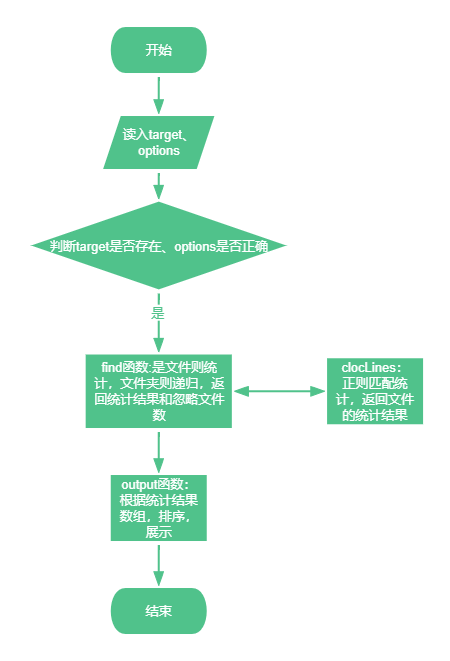 开始
读入target、
options
判断target是否存在、options是否正确
是
find函数:是文件则统
计，文件夹则递归，返
回统计结果和忽略文件
数
clocLines：
正则匹配统
计，返回文件
的统计结果
output函数：
根据统计结果
数组，排序，
展示
结束